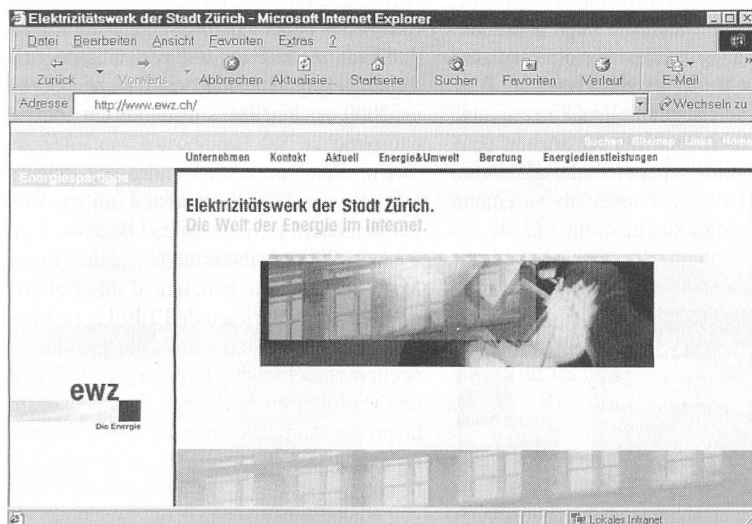 Elektrizitätswerk der Stadt Zürich - Microsoft Internet Explorer
Datei Bearbeiten Ansicht Favoriten Extras ?
Zurück Vorwärts Abbrechen Aktualisie... Startseite Suchen Favoriten Verlauf E-Mail
Adresse http://www.ewz.ch/ Wechseln zu
Suchen Sitemap Links Home
Unternehmen Kontakt Aktuell Energie&Umwelt Beratung Energiedienstleistungen
Energiespartipps
Elektrizitätswerk der Stadt Zürich.
Die Welt der Energie im Internet.
ewz
Die Energie
Lokales Intranet